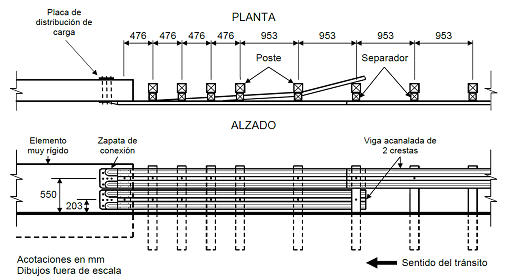 PLANTA
Placa de
distribución de
carga
476 476 476 476 953 953 953 953
Poste
Separador
ALZADO
Elemento
muy rígido
Zapata de
conexión
Viga acanalada de
2 crestas
550
203
Acotaciones en mm
Dibujos fuera de escala
Sentido del tránsito